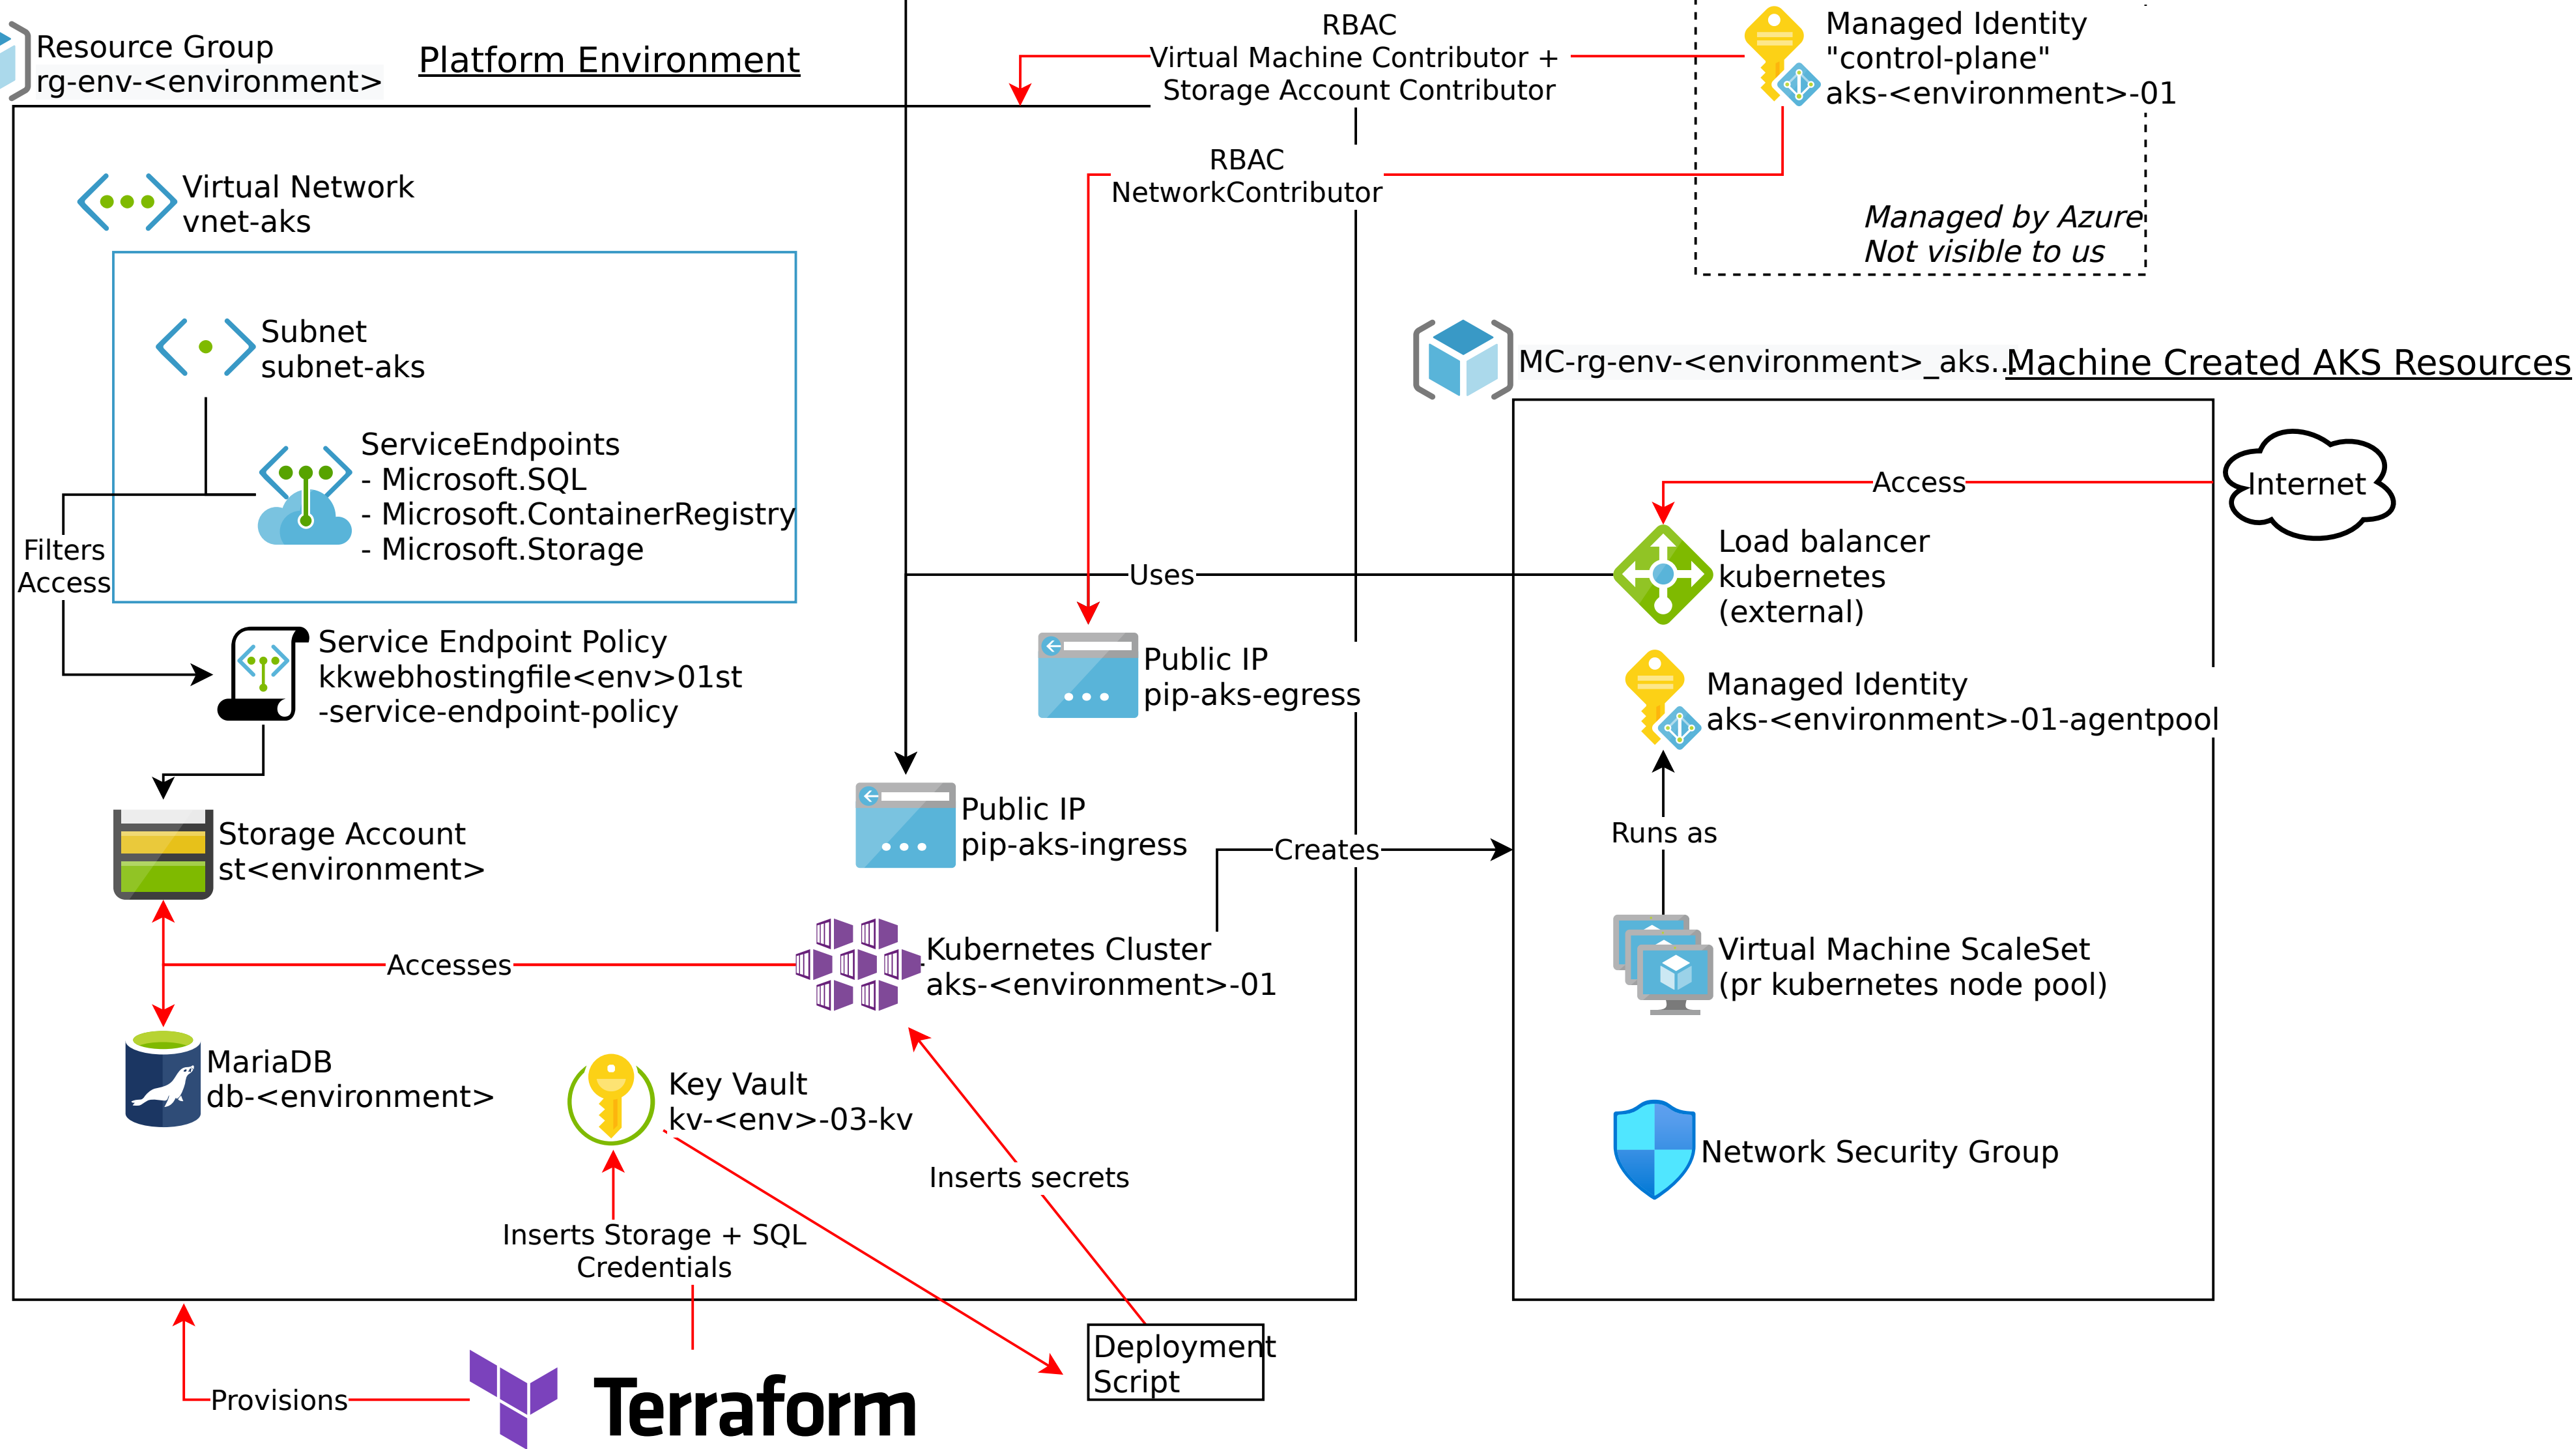 Resource Group
rg-env-<environment>
Platform Environment
RBAC
Virtual Machine Contributor +
Storage Account Contributor
Managed Identity
"control-plane"
aks-<environment>-01
RBAC
NetworkContributor
Managed by Azure
Not visible to us
Virtual Network
vnet-aks
Subnet
subnet-aks
ServiceEndpoints
- Microsoft.SQL
- Microsoft.ContainerRegistry
- Microsoft.Storage
Filters
Access
Service Endpoint Policy
kkwebhostingfile<env>01st
-service-endpoint-policy
Storage Account
st<environment>
Accesses
MariaDB
db-<environment>
Key Vault
kv-<env>-03-kv
Inserts Storage + SQL
Credentials
Provisions
Terraform
Uses
Public IP
pip-aks-egress
Public IP
pip-aks-ingress
Creates
Kubernetes Cluster
aks-<environment>-01
Inserts secrets
Deployment
Script
MC-rg-env-<environment>_aks...
Machine Created AKS Resources
Access
Internet
Load balancer
kubernetes
(external)
Managed Identity
aks-<environment>-01-agentpool
Runs as
Virtual Machine ScaleSet
(pr kubernetes node pool)
Network Security Group